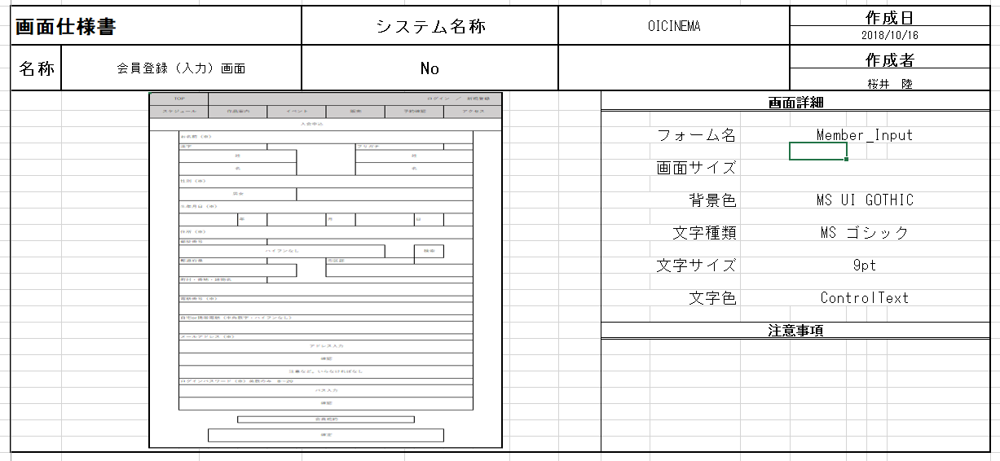 画面仕様書
システム名称
OICINEMA
作成日
2018/10/16
名称
会員登録（入力）画面
No
作成者
桜井　陸
TOP
ログイン　／　新規登録
スケジュール
作品案内
イベント
劇場
予約確認
アクセス
入会申込
お名前（※）
漢字
フリガナ
姓
姓
名
名
性別（※）
男女
生年月日（※）
年
月
日
住所（※）
郵便番号
ハイフンなし
検索
都道府県
市区郡
町村・番地・建物名
電話番号（※）
自宅or携帯電話（半角数字・ハイフンなし）
メールアドレス（※）
アドレス入力
確認
注書など。いらなければなし
ログインパスワード（※）英数のみ　8－20
パス入力
確認
会員規約
確定
画面詳細
フォーム名
Member_Input
画面サイズ
背景色
MS UI GOTHIC
文字種類
MS ゴシック
文字サイズ
9pt
文字色
ControlText
注意事項